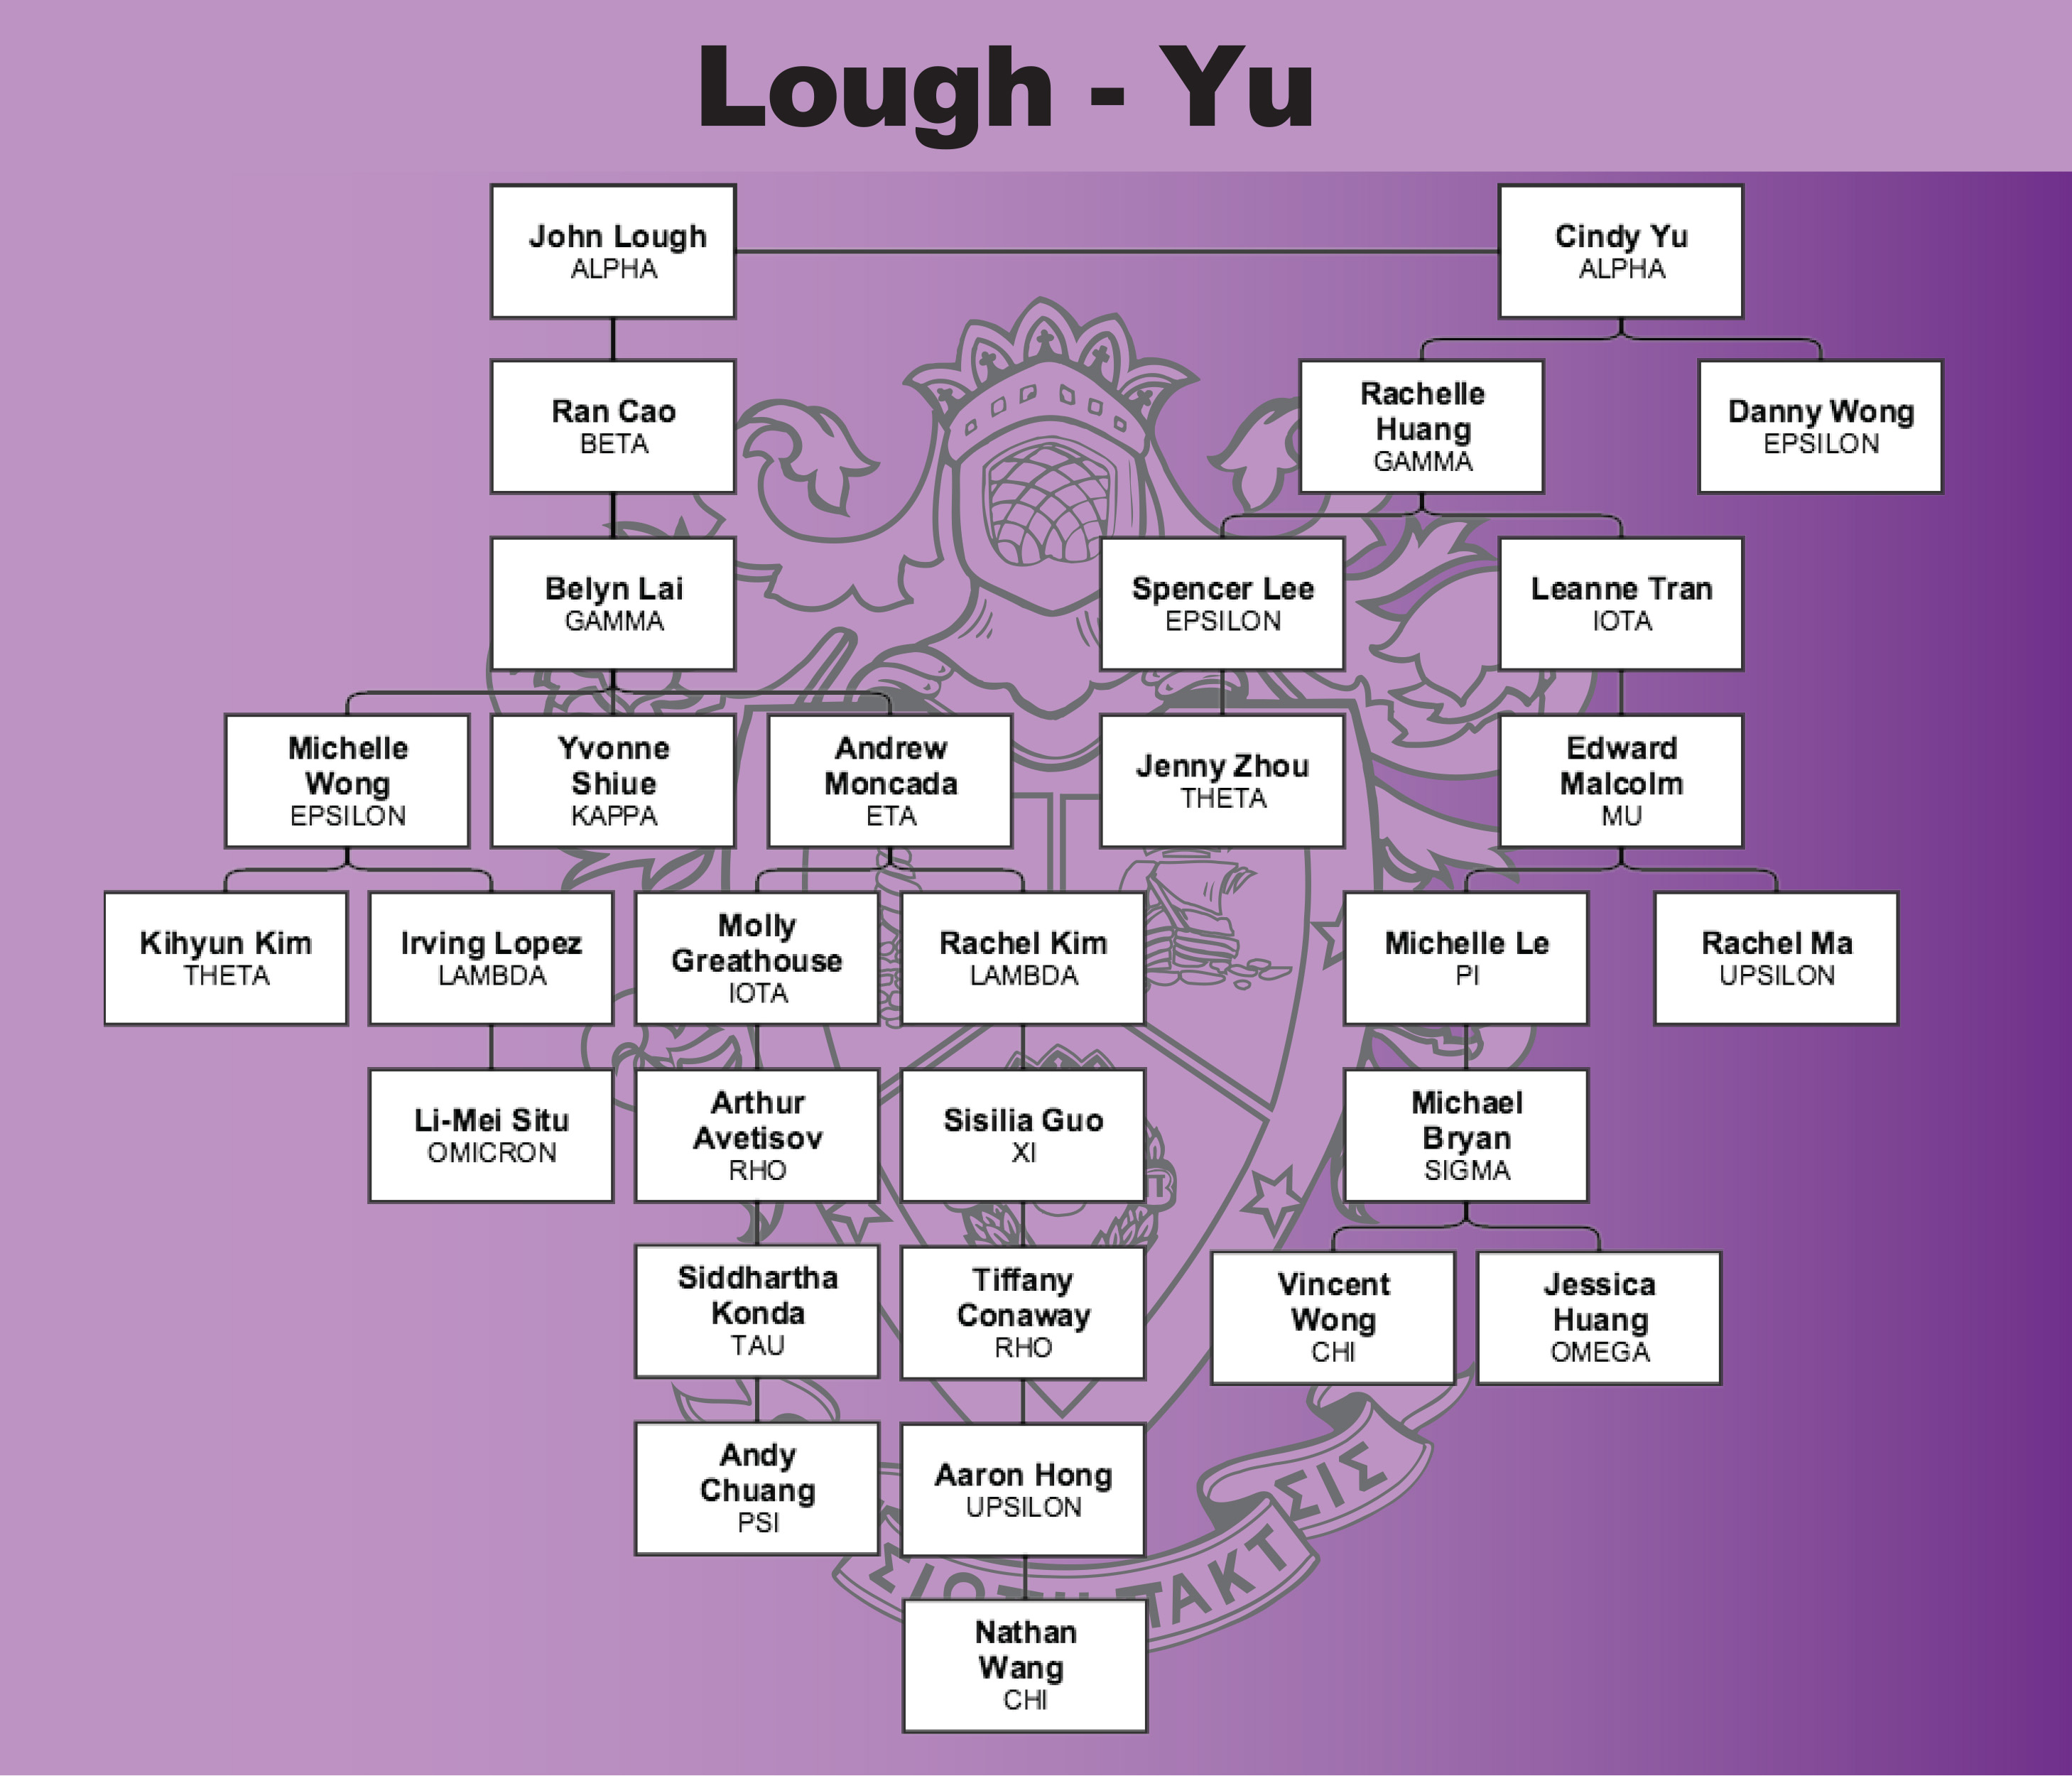 Lough - Yu
John Lough
ALPHA
Cindy Yu
ALPHA
Ran Cao
BETA
Rachelle
Huang
GAMMA
Danny Wong
EPSILON
Belyn Lai
GAMMA
Spencer Lee
EPSILON
Leanne Tran
IOTA
Michelle
Wong
EPSILON
Yvonne
Shiue
KAPPA
Andrew
Moncada
ETA
Jenny Zhou
THETA
Edward
Malcolm
MU
Kihyun Kim
THETA
Irving Lopez
LAMBDA
Molly
Greathouse
IOTA
Rachel Kim
LAMBDA
Michelle Le
PI
Rachel Ma
UPSILON
Li-Mei Situ
OMICRON
Arthur
Avetisov
RHO
Sisilia Guo
XI
Michael
Bryan
SIGMA
Siddhartha
Konda
TAU
Tiffany
Conaway
RHO
Vincent
Wong
CHI
Jessica
Huang
OMEGA
Andy
Chuang
PSI
Aaron Hong
UPSILON
Nathan
Wang
CHI
ΠΑΚΤ
ΣΙΣ